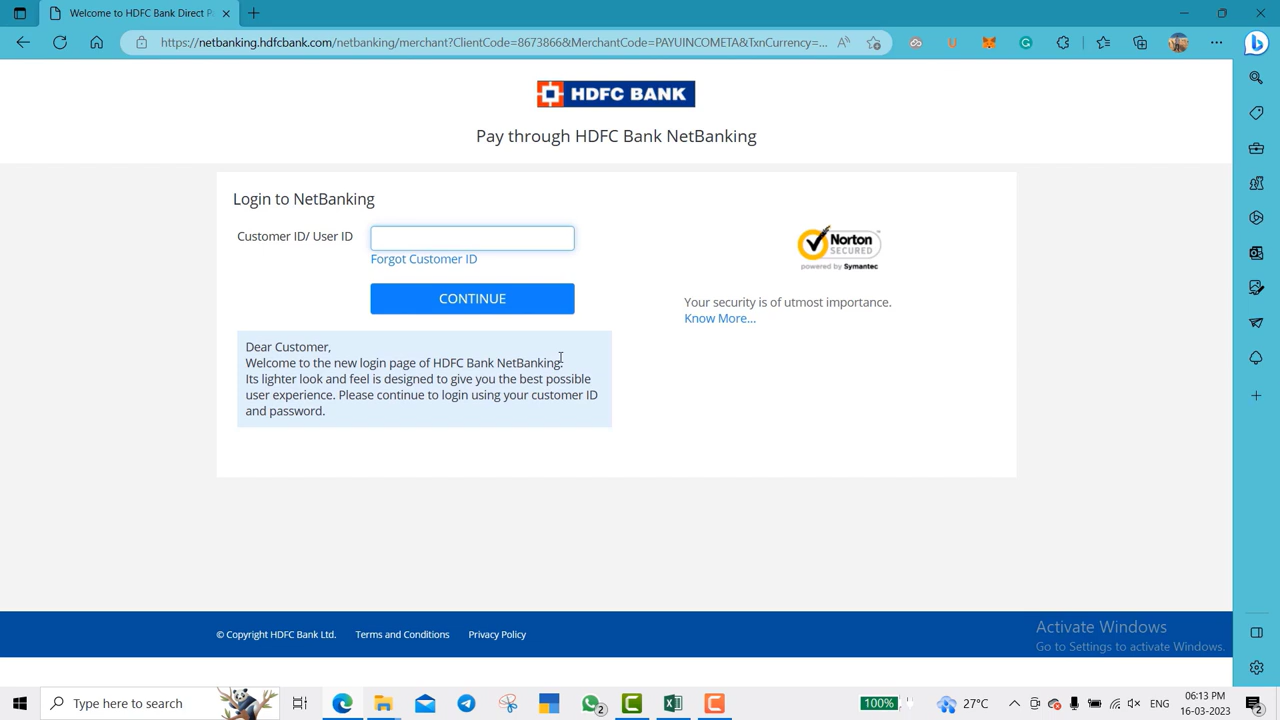 Welcome to HDFC Bank Direct P
https://netbanking.hdfcbank.com/netbanking/merchant?ClientCode=8673866&MerchantCode=PAYUINCOMETA&TxnCurrency=...
HDFC BANK
Pay through HDFC Bank NetBanking
Login to NetBanking
Customer ID/ User ID
Forgot Customer ID
CONTINUE
Norton
SECURED
powered by Symantec
Your security is of utmost importance.
Know More...
Dear Customer,
Welcome to the new login page of HDFC Bank NetBanking.
Its lighter look and feel is designed to give you the best possible
user experience. Please continue to login using your customer ID
and password.
© Copyright HDFC Bank Ltd. Terms and Conditions Privacy Policy
Activate Windows
Go to Settings to activate Windows.
Type here to search
2
100%
27°C
ENG
06:13 PM
16-03-2023
2